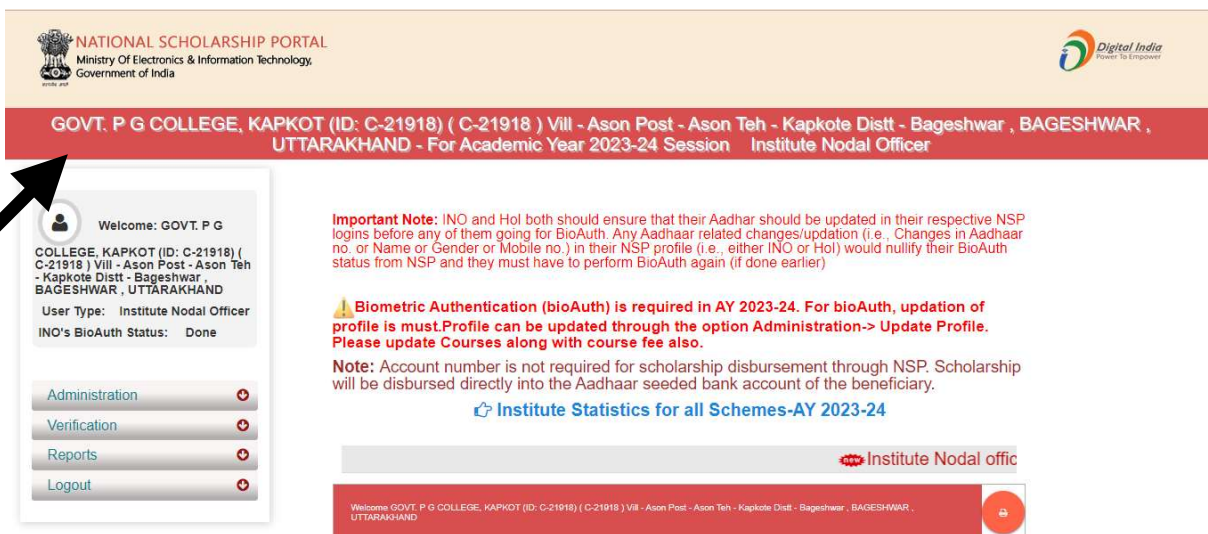 NATIONAL SCHOLARSHIP PORTAL
Ministry Of Electronics & Information Technology,
Government of India
Digital India
Power To Empower
GOVT. P G COLLEGE, KAPKOT (ID: C-21918) ( C-21918 ) Vill - Ason Post - Ason Teh - Kapkote Distt - Bageshwar , BAGESHWAR ,
UTTARAKHAND - For Academic Year 2023-24 Session Institute Nodal Officer
Welcome: GOVT. P G
COLLEGE, KAPKOT (ID: C-21918) (
C-21918 ) Vill - Ason Post - Ason Teh
- Kapkote Distt - Bageshwar ,
BAGESHWAR , UTTARAKHAND
User Type: Institute Nodal Officer
INO's BioAuth Status: Done
Administration
Verification
Reports
Logout
Important Note: INO and HoI both should ensure that their Aadhar should be updated in their respective NSP
logins before any of them going for BioAuth. Any Aadhaar related changes/updation (i.e., Changes in Aadhaar
no. or Name or Gender or Mobile no.) in their NSP profile (i.e., either INO or HoI) would nullify their BioAuth
status from NSP and they must have to perform BioAuth again (if done earlier)
Biometric Authentication (bioAuth) is required in AY 2023-24. For bioAuth, updation of
profile is must.Profile can be updated through the option Administration-> Update Profile.
Please update Courses along with course fee also.
Note: Account number is not required for scholarship disbursement through NSP. Scholarship
will be disbursed directly into the Aadhaar seeded bank account of the beneficiary.
Institute Statistics for all Schemes-AY 2023-24
new Institute Nodal offic
Welcome GOVT. P G COLLEGE, KAPKOT (ID: C-21918) ( C-21918 ) Vill - Ason Post - Ason Teh - Kapkote Distt - Bageshwar , BAGESHWAR ,
UTTARAKHAND